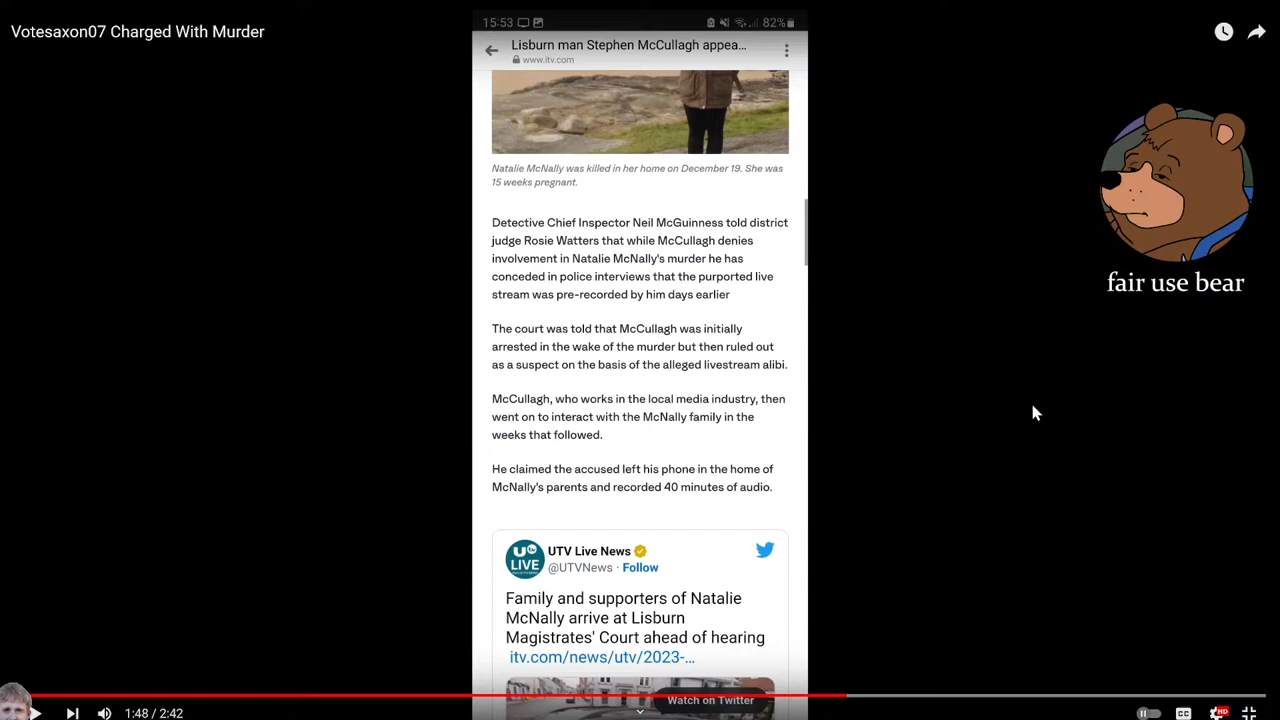 Votesaxon07 Charged With Murder
15:53
82%
Lisburn man Stephen McCullagh appea...
www.itv.com
Natalie McNally was killed in her home on December 19. She was
15 weeks pregnant.
Detective Chief Inspector Neil McGuinness told district
judge Rosie Watters that while McCullagh denies
involvement in Natalie McNally's murder he has
conceded in police interviews that the purported live
stream was pre-recorded by him days earlier
The court was told that McCullagh was initially
arrested in the wake of the murder but then ruled out
as a suspect on the basis of the alleged livestream alibi.
McCullagh, who works in the local media industry, then
went on to interact with the McNally family in the
weeks that followed.
He claimed the accused left his phone in the home of
McNally's parents and recorded 40 minutes of audio.
U tv
LIVE
UTV Live News
@UTVNews · Follow
Family and supporters of Natalie
McNally arrive at Lisburn
Magistrates' Court ahead of hearing
itv.com/news/utv/2023-...
Watch on Twitter
fair use bear
1:48 / 2:42
CC
HD